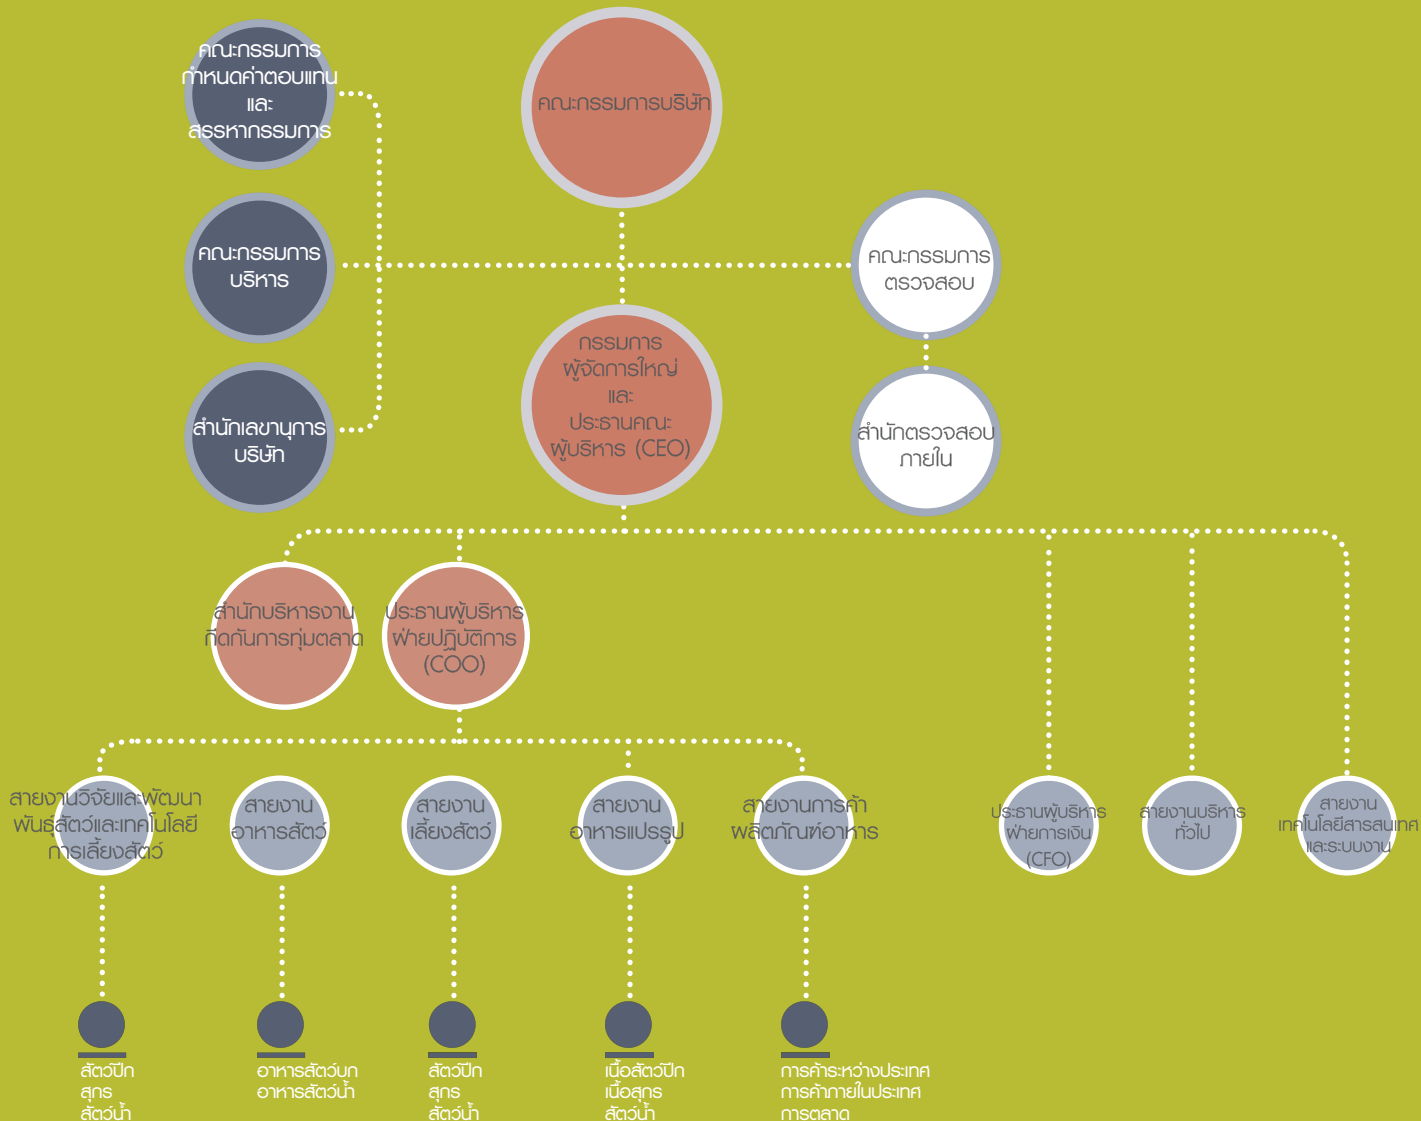 คณะกรรมการ
กำหนดค่าตอบแทน
และ
สรรหากรรมการ
คณะกรรมการบริษัท
คณะกรรมการ
บริหาร
คณะกรรมการ
ตรวจสอบ
กรรมการ
ผู้จัดการใหญ่
และ
ประธานคณะ
ผู้บริหาร (CEO)
สำนักเลขานุการ
บริษัท
สำนักตรวจสอบ
ภายใน
สำนักบริหารงาน
กีดกันการทุ่มตลาด
ประธานผู้บริหาร
ฝ่ายปฏิบัติการ
(COO)
สายงานวิจัยและพัฒนา
พันธุ์สัตว์และเทคโนโลยี
การเลี้ยงสัตว์
สายงาน
อาหารสัตว์
สายงาน
เลี้ยงสัตว์
สายงาน
อาหารแปรรูป
สายงานการค้า
ผลิตภัณฑ์อาหาร
ประธานผู้บริหาร
ฝ่ายการเงิน
(CFO)
สายงานบริหาร
ทั่วไป
สายงาน
เทคโนโลยีสารสนเทศ
และระบบงาน
สัตว์ปีก
สุกร
สัตว์น้ำ
อาหารสัตว์บก
อาหารสัตว์น้ำ
สัตว์ปีก
สุกร
สัตว์น้ำ
เนื้อสัตว์ปีก
เนื้อสุกร
สัตว์น้ำ
การค้าระหว่างประเทศ
การค้าภายในประเทศ
การตลาด